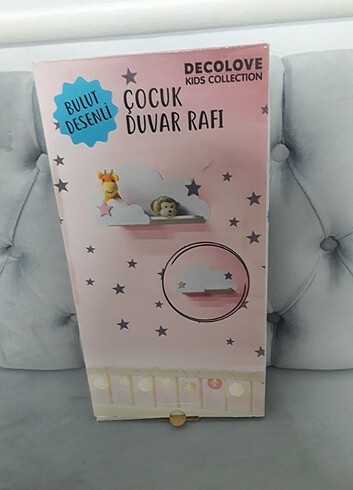 DECOLOVE
KIDS COLLECTION
BULUT
DESENLİ
ÇOCUK
DUVAR RAFI